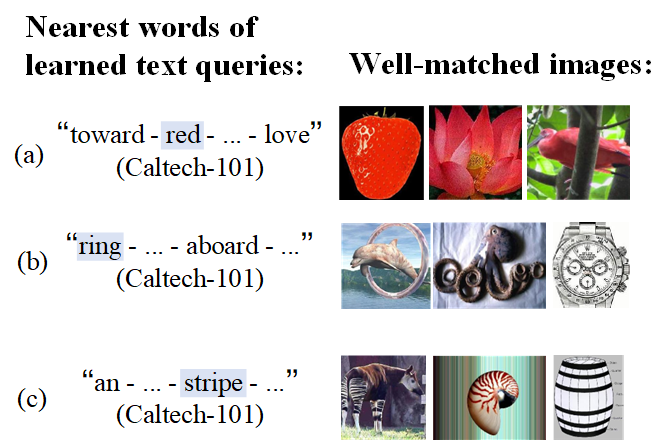 Nearest words of
learned text queries:
Well-matched images:
(a)
“toward - red - ... - love”
(Caltech-101)
(b)
“ring - ... - aboard - ...”
(Caltech-101)
(c)
“an - ... - stripe - ...”
(Caltech-101)